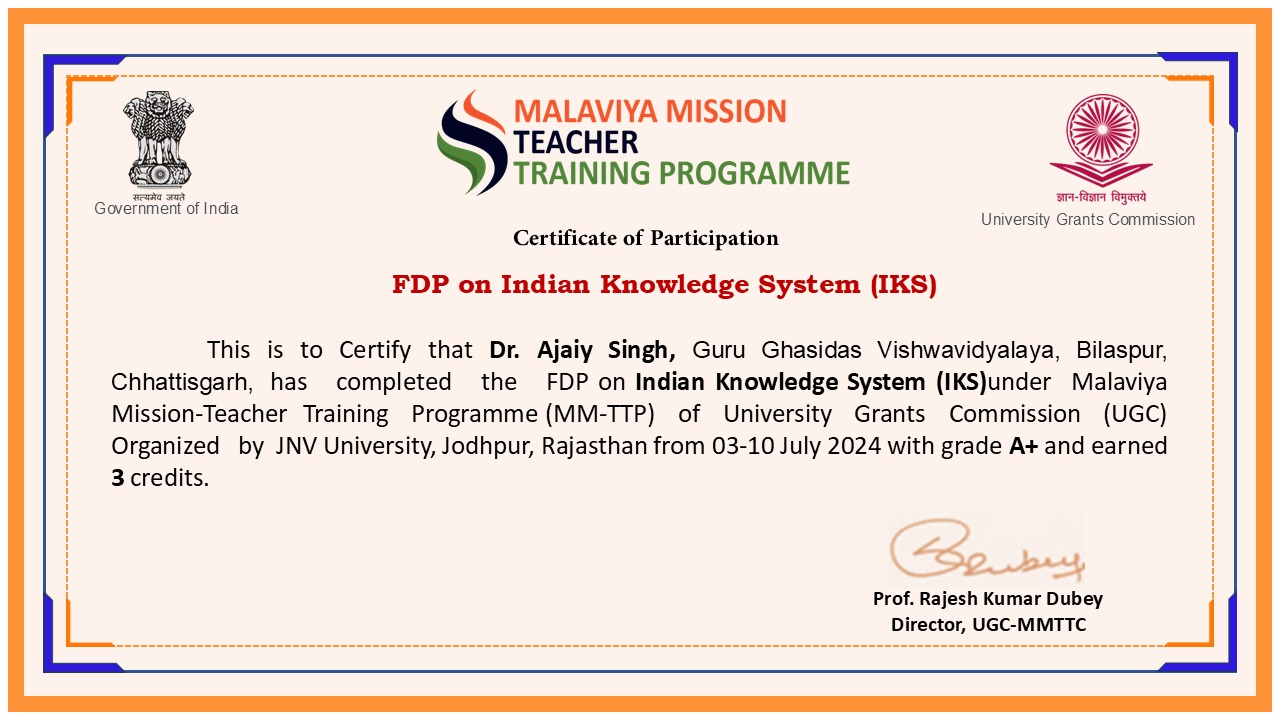 MALAVIYA MISSION
TEACHER
TRAINING PROGRAMME
सत्यमेव जयते
Government of India
ज्ञान-विज्ञान विमुक्तये
University Grants Commission
Certificate of Participation
FDP on Indian Knowledge System (IKS)
This is to Certify that Dr. Ajaiy Singh, Guru Ghasidas Vishwavidyalaya, Bilaspur,
Chhattisgarh, has completed the FDP on Indian Knowledge System (IKS)under Malaviya
Mission-Teacher Training Programme (MM-TTP) of University Grants Commission (UGC)
Organized by JNV University, Jodhpur, Rajasthan from 03-10 July 2024 with grade A+ and earned
3 credits.
Prof. Rajesh Kumar Dubey
Director, UGC-MMTTC